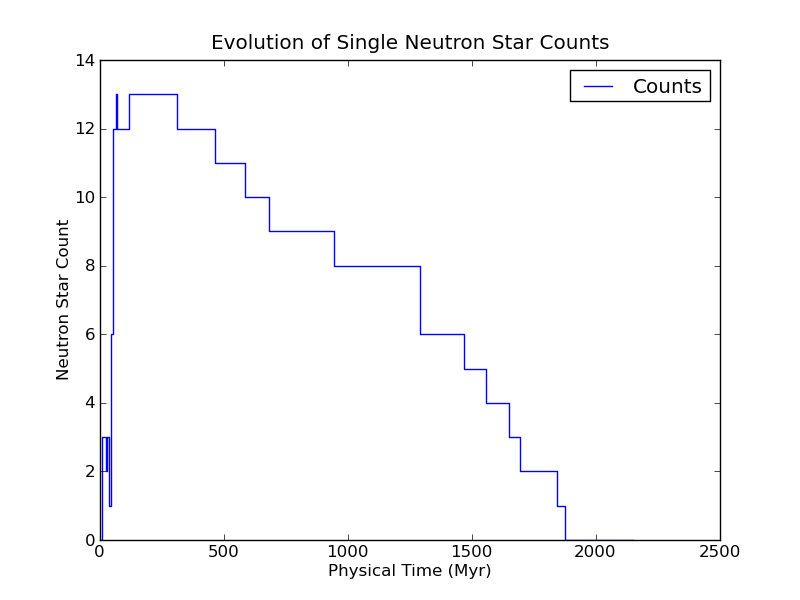 Evolution of Single Neutron Star Counts
Counts
14
12
10
8
6
4
2
0
Neutron Star Count
0 500 1000 1500 2000 2500
Physical Time (Myr)